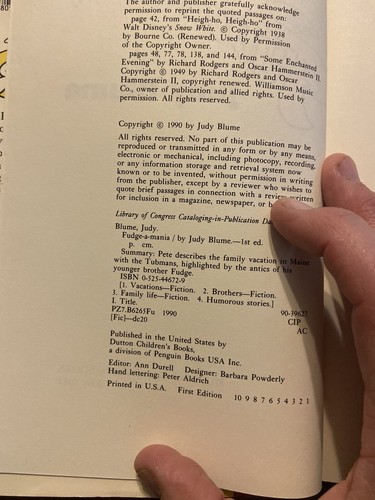 The author and publisher gratefully acknowledge
permission to reprint the quoted passages on:
page 42, from "Heigh-ho, Heigh-ho" from
Walt Disney's Snow White. © Copyright 1938
by Bourne Co. (Renewed). Used by Permission
of the Copyright Owner.
pages 48, 77, 78, 138, and 144, from "Some Enchanted
Evening" by Richard Rodgers and Oscar Hammerstein II.
Copyright © 1949 by Richard Rodgers and Oscar
Hammerstein II, copyright renewed. Williamson Music
Co., owner of publication and allied rights. Used by
permission. All rights reserved.
Copyright © 1990 by Judy Blume
All rights reserved. No part of this publication may be
reproduced or transmitted in any form or by any means,
electronic or mechanical, including photocopy, recording,
or any information storage and retrieval system now
known or to be invented, without permission in writing
from the publisher, except by a reviewer who wishes to
quote brief passages in connection with a review written
for inclusion in a magazine, newspaper, or
Library of Congress Cataloging-in-Publication
Blume, Judy.
Fudge-a-mania / by Judy Blume.—1st ed.
p. cm.
Summary: Pete describes the family vacation in Maine
with the Tubmans, highlighted by the antics of his
younger brother Fudge.
ISBN 0-525-44672-9
[1. Vacations—Fiction. 2. Brothers—Fiction.
3. Family life—Fiction. 4. Humorous stories.]
I. Title.
PZ7.B6265Fu 1990 90-39627
[Fic]—dc20 CIP
AC
Published in the United States by
Dutton Children's Books,
a division of Penguin Books USA Inc.
Editor: Ann Durell Designer: Barbara Powderly
Hand lettering: Peter Aldrich
Printed in U.S.A. First Edition 10 9 8 7 6 5 4 3 2 1